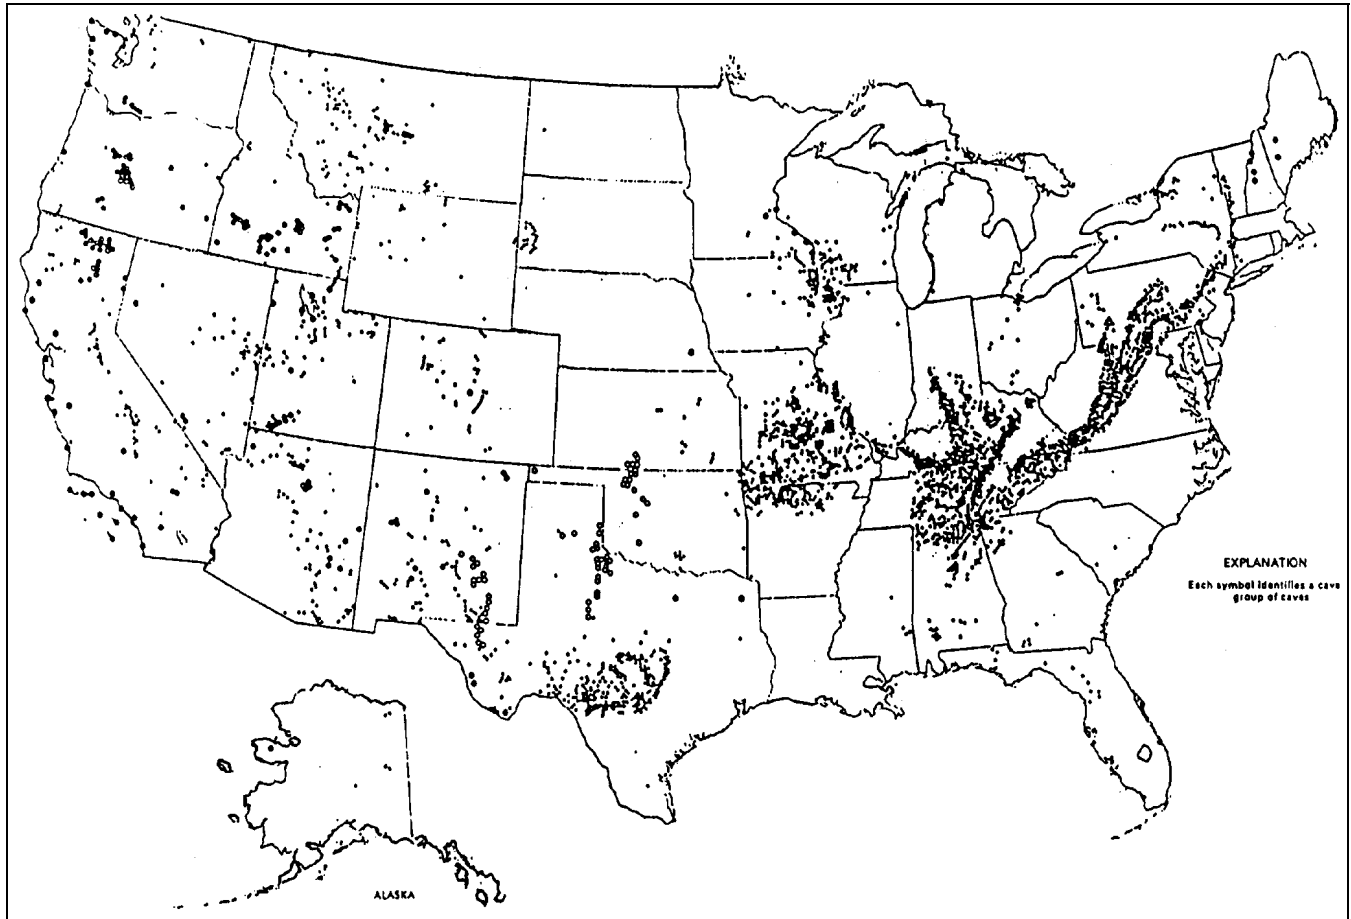 EXPLANATION
Each symbol identifies a cave
group of caves
ALASKA